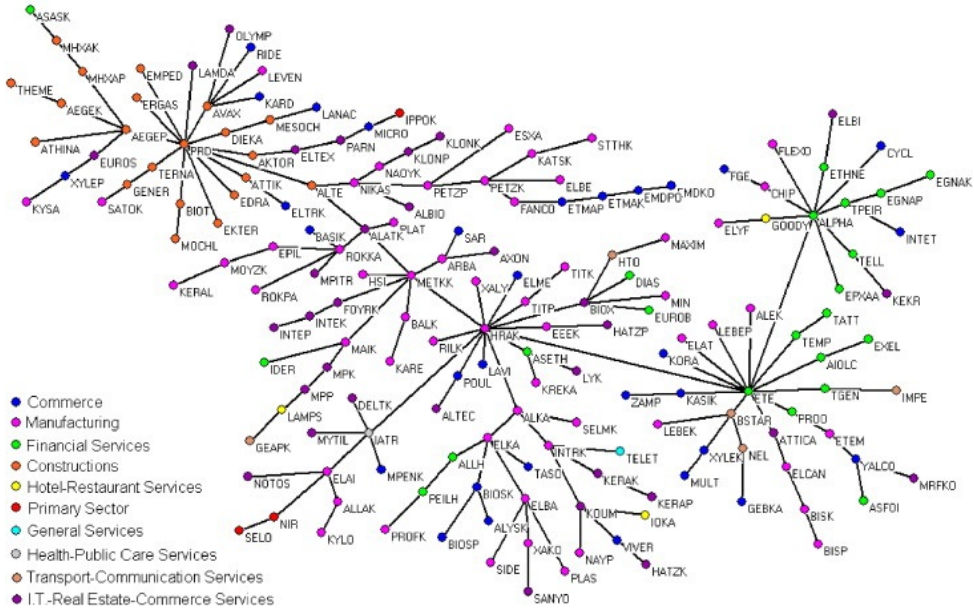 ASASK
OLYMP
MHXAK
RIDE
MHXAP
EMPED
LAMDA
LEVEN
THEME
AEGEK
ERGAS
AVAX
KARD
LANAC
ELBI
MESOCH
IPPOK
FLEXO
CYCL
AEGEP
PRD
DIEKA
MICRO
ESXA
STTHK
ETHNE
ATHINA
AKTOR
ELTEX
PARN
KLONK
KATSK
FGE
CHIP
EGNAK
EUROS
TERNA
KLONP
EGNAP
XYLEP
GENER
ATTIK
NAOYK
TPEIR
EDRA
ALTE
NIKAS
PETZP
PETZK
ELBE
EMDKO
KYSA
SATOK
BIOT
ELTRK
FANCO
ETMAP
ETMAK
EMDPO
ELYF
GOODY
ALPHA
INTET
EKTER
ALBIO
MOCHL
PLAT
BASIK
ALATK
SAR
MAXIM
TELL
EPIL
ROKKA
HTO
MOYZK
ARBA
AXON
KEKR
KERAL
MPITR
HSI
METKK
ELME
TITK
DIAS
EPXAA
ROKPA
XALY
FOYRK
TITP
BIOX
MIN
ALEK
INTEP
INTEK
BALK
EUROB
LEBEP
TATT
HRAK
EEEK
HATZP
ELAT
TEMP
MAIK
RILK
EXEL
IDER
KARE
ASETH
KORA
AIOLC
MPK
LAVI
LYK
POUL
KREKA
ETE
TGEN
IMPE
MPP
ZAMP
KASIK
Commerce
DELTK
ALTEC
PROD
Manufacturing
LAMPS
ALKA
BSTAR
LEBEK
Financial Services
GEAPK
MYTIL
IATR
SELMK
ATTICA
ETEM
Constructions
ELKA
INTRK
TELET
XYLEK
NEL
Hotel-Restaurant Services
ALLH
TASO
MPENK
ELCAN
YALCO
Primary Sector
NOTOS
ELAI
KERAK
MULT
MRFKO
General Services
PEILH
BIOSK
ELBA
KERAP
GEBKA
ASFOI
Health-Public Care Services
NIR
ALLAK
KOUM
IOKA
BISK
Transport-Communication Services
SELO
KYLO
PROFK
ALYSK
BIOSP
XAKO
VIVER
BISP
I.T.-Real Estate-Commerce Services
SIDE
PLAS
NAYP
HATZK
SANYO